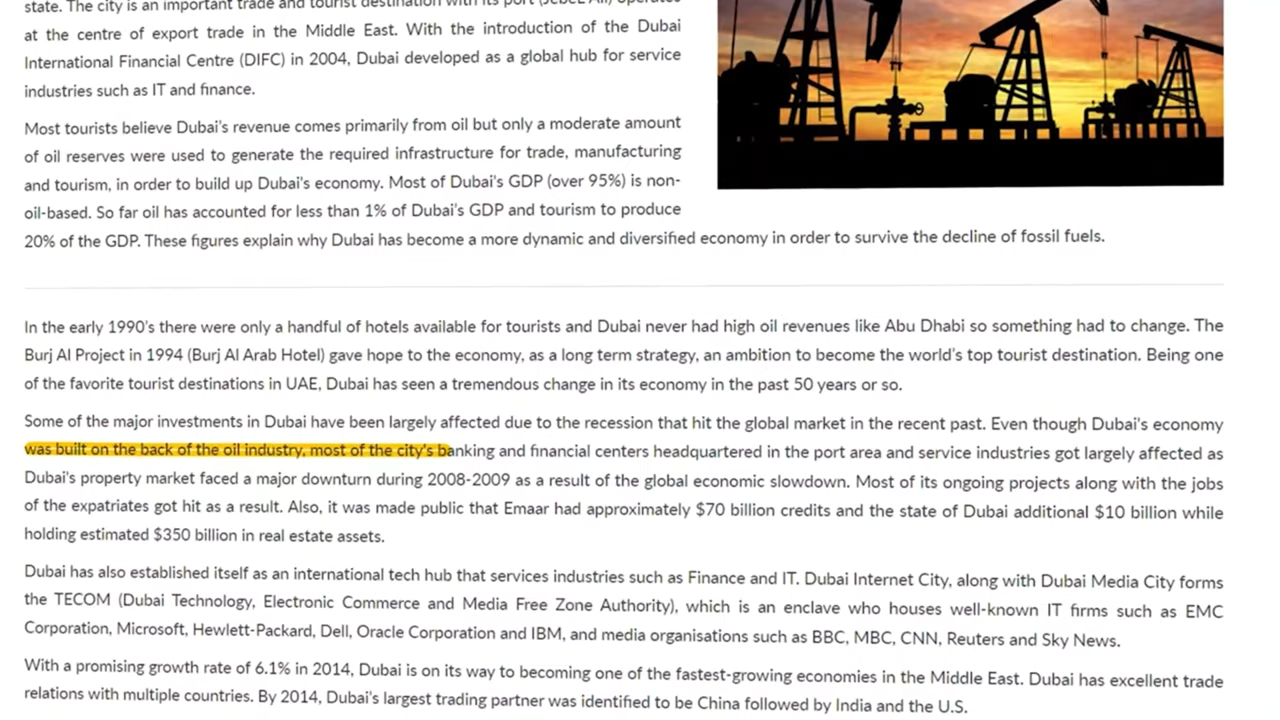 state. The city is an important trade and tourist destination with its port (Jebel Ali) operates
at the centre of export trade in the Middle East. With the introduction of the Dubai
International Financial Centre (DIFC) in 2004, Dubai developed as a global hub for service
industries such as IT and finance.
Most tourists believe Dubai's revenue comes primarily from oil but only a moderate amount
of oil reserves were used to generate the required infrastructure for trade, manufacturing
and tourism, in order to build up Dubai's economy. Most of Dubai's GDP (over 95%) is non-
oil-based. So far oil has accounted for less than 1% of Dubai's GDP and tourism to produce
20% of the GDP. These figures explain why Dubai has become a more dynamic and diversified economy in order to survive the decline of fossil fuels.
In the early 1990's there were only a handful of hotels available for tourists and Dubai never had high oil revenues like Abu Dhabi so something had to change. The
Burj Al Project in 1994 (Burj Al Arab Hotel) gave hope to the economy, as a long term strategy, an ambition to become the world's top tourist destination. Being one
of the favorite tourist destinations in UAE, Dubai has seen a tremendous change in its economy in the past 50 years or so.
Some of the major investments in Dubai have been largely affected due to the recession that hit the global market in the recent past. Even though Dubai's economy
was built on the back of the oil industry, most of the city's banking and financial centers headquartered in the port area and service industries got largely affected as
Dubai's property market faced a major downturn during 2008-2009 as a result of the global economic slowdown. Most of its ongoing projects along with the jobs
of the expatriates got hit as a result. Also, it was made public that Emaar had approximately $70 billion credits and the state of Dubai additional $10 billion while
holding estimated $350 billion in real estate assets.
Dubai has also established itself as an international tech hub that services industries such as Finance and IT. Dubai Internet City, along with Dubai Media City forms
the TECOM (Dubai Technology, Electronic Commerce and Media Free Zone Authority), which is an enclave who houses well-known IT firms such as EMC
Corporation, Microsoft, Hewlett-Packard, Dell, Oracle Corporation and IBM, and media organisations such as BBC, MBC, CNN, Reuters and Sky News.
With a promising growth rate of 6.1% in 2014, Dubai is on its way to becoming one of the fastest-growing economies in the Middle East. Dubai has excellent trade
relations with multiple countries. By 2014, Dubai's largest trading partner was identified to be China followed by India and the U.S.